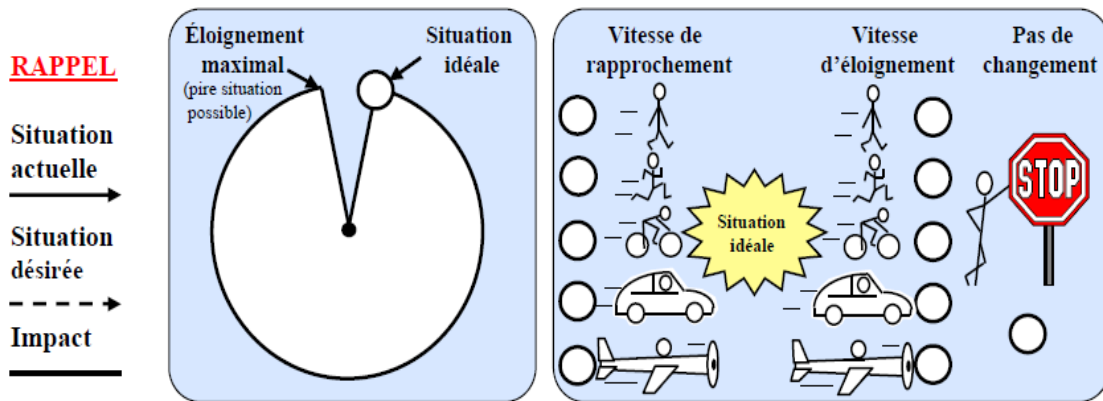 RAPPEL
Situation
actuelle
Situation
désirée
Impact
Éloignement
maximal
(pire situation
possible)
Situation
idéale
Vitesse de
rapprochement
Situation
idéale
Vitesse
d'éloignement
Pas de
changement
STOP